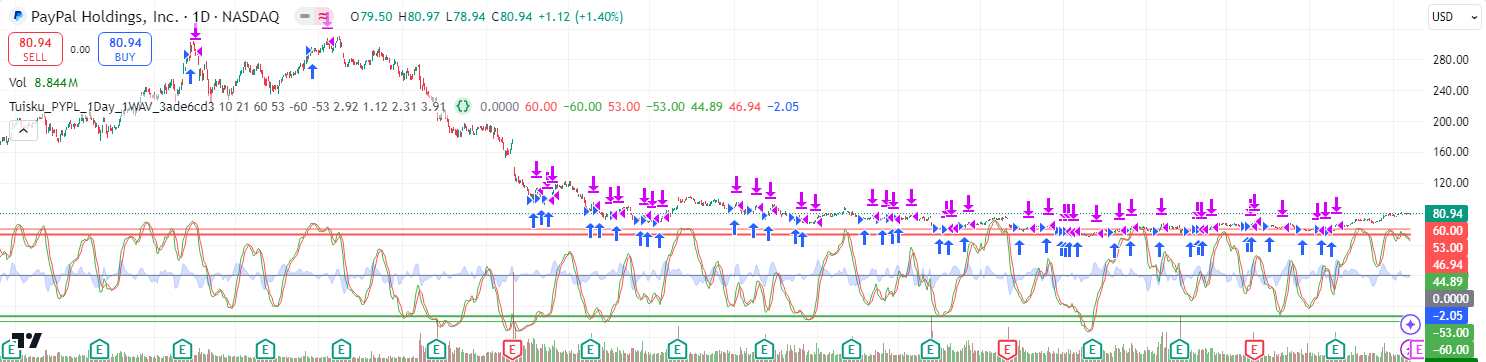 PayPal Holdings, Inc. · 1D · NASDAQ O79.50 H80.97 L78.94 C80.94 +1.12 (+1.40%)
USD
80.94 SELL
0.00
80.94 BUY
Vol 8.844M
Tuisku_PYPL_1Day_1WAV_3ade6cd3 10 21 60 53 -60 -53 2.92 1.12 2.31 3.91 0.0000 60.00 −60.00 53.00 −53.00 44.89 46.94 −2.05
280.00
240.00
200.00
160.00
120.00
80.94
60.00
53.00
46.94
44.89
0.0000
−2.05
−53.00
−60.00
E E E E E E E E E E E E E E E E E E